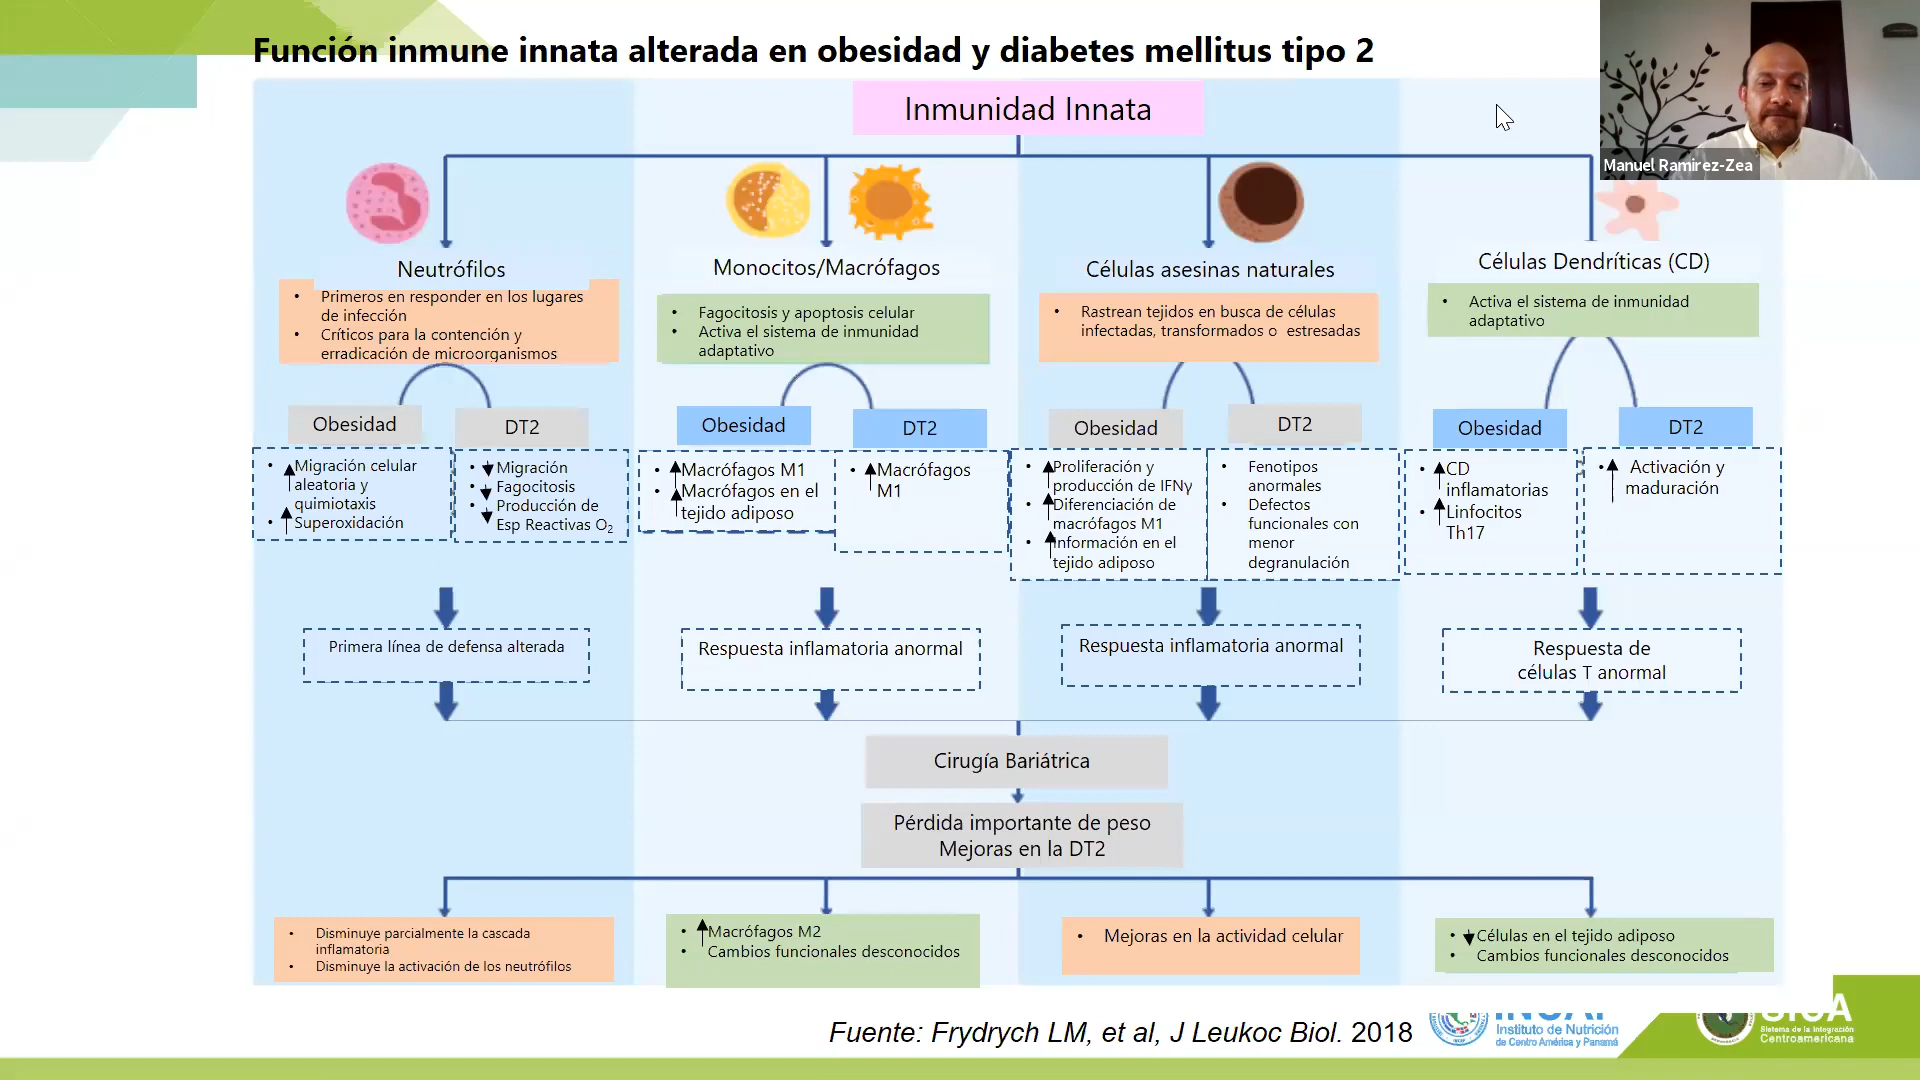 Función inmune innata alterada en obesidad y diabetes mellitus tipo 2
Manuel Ramirez-Zea
Inmunidad Innata
Neutrófilos
• Primeros en responder en los lugares
de infección
• Críticos para la contención y
erradicación de microorganismos
Obesidad
• Migración celular
aleatoria y
quimiotaxis
• Superoxidación
DT2
• Migración
• Fagocitosis
• Producción de
Esp Reactivas O₂
Primera línea de defensa alterada
Monocitos/Macrófagos
• Fagocitosis y apoptosis celular
• Activa el sistema de inmunidad
adaptativo
Obesidad
• Macrófagos M1
• Macrófagos en el
tejido adiposo
DT2
• Macrófagos
M1
Respuesta inflamatoria anormal
Células asesinas naturales
• Rastrean tejidos en busca de células
infectadas, transformados o estresadas
Obesidad
• Proliferación y
producción de IFNγ
• Diferenciación de
macrófagos M1
• Información en el
tejido adiposo
DT2
• Fenotipos
anormales
• Defectos
funcionales con
menor
degranulación
Respuesta inflamatoria anormal
Células Dendríticas (CD)
• Activa el sistema de inmunidad
adaptativo
Obesidad
• CD
inflamatorias
• Linfocitos
Th17
DT2
• Activación y
maduración
Respuesta de
células T anormal
Cirugía Bariátrica
Pérdida importante de peso
Mejoras en la DT2
• Disminuye parcialmente la cascada
inflamatoria
• Disminuye la activación de los neutrófilos
• Macrófagos M2
• Cambios funcionales desconocidos
• Mejoras en la actividad celular
• Células en el tejido adiposo
• Cambios funcionales desconocidos
Fuente: Frydrych LM, et al, J Leukoc Biol. 2018
INCAP
Instituto de Nutrición
de Centro América y Panamá
SICA
Sistema de la Integración
Centroamericana